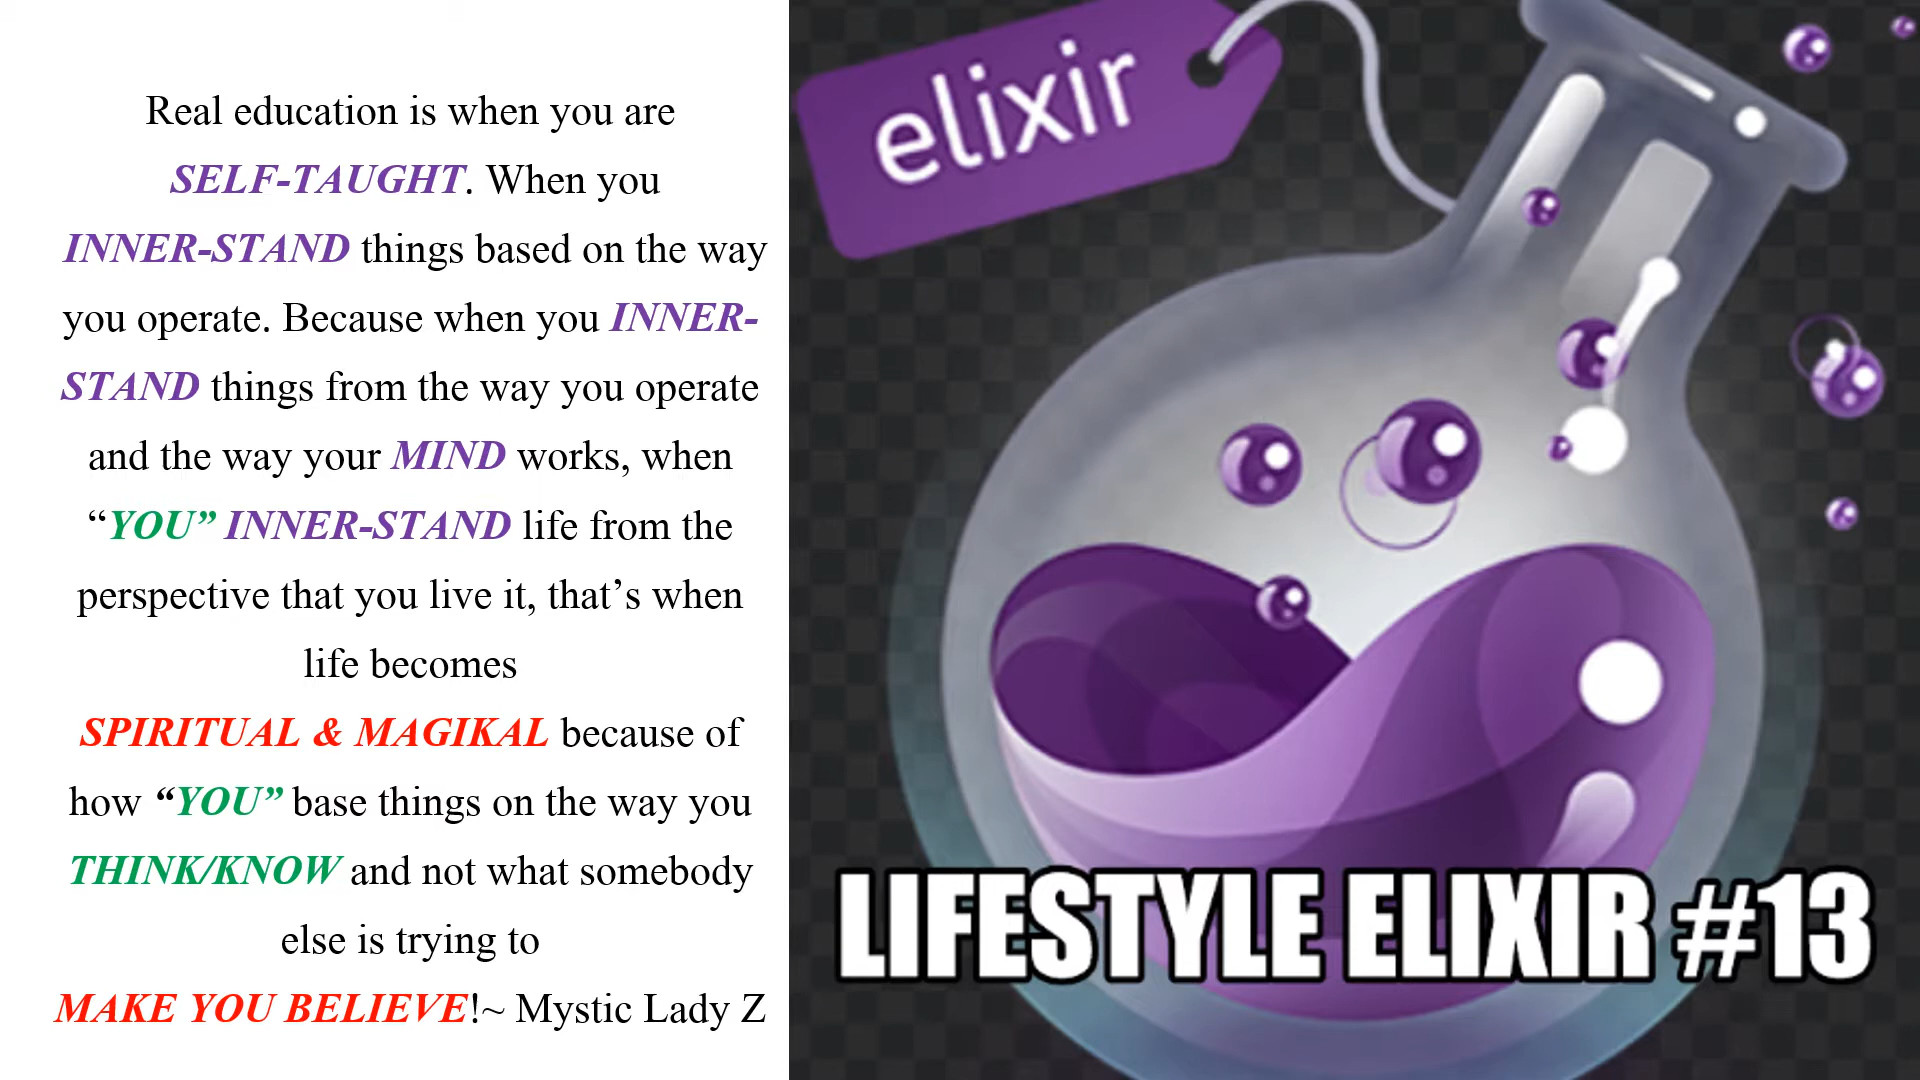 Real education is when you are
SELF-TAUGHT. When you
INNER-STAND things based on the way
you operate. Because when you INNER-
STAND things from the way you operate
and the way your MIND works, when
“YOU” INNER-STAND life from the
perspective that you live it, that’s when
life becomes
SPIRITUAL & MAGIKAL because of
how “YOU” base things on the way you
THINK/KNOW and not what somebody
else is trying to
MAKE YOU BELIEVE!~ Mystic Lady Z
elixir
LIFESTYLE ELIXIR #13